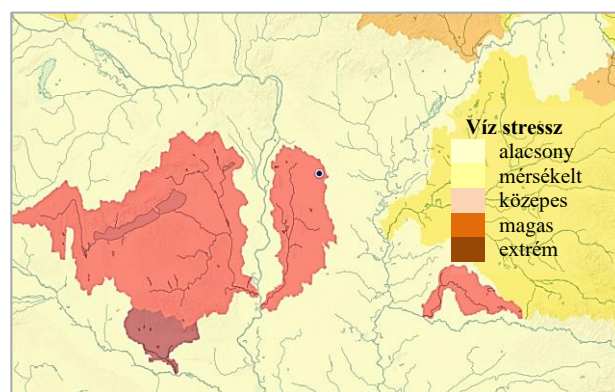 Víz stressz
alacsony
mérsékelt
közepes
magas
extrém